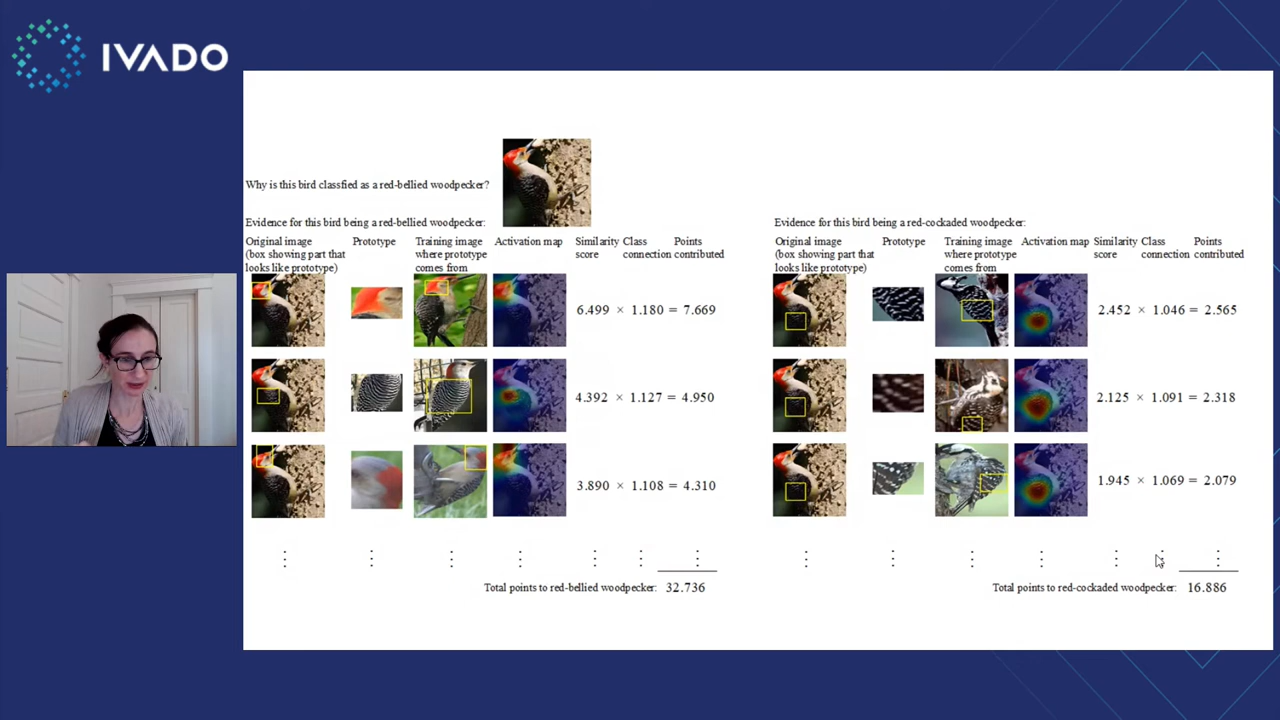 IVADO
Why is this bird classfied as a red-bellied woodpecker?
Evidence for this bird being a red-bellied woodpecker:
Original image
(box showing part that
looks like prototype)
Prototype
Training image
where prototype
comes from
Activation map
Similarity
score
Class
connection
Points
contributed
6.499 × 1.180 = 7.669
4.392 × 1.127 = 4.950
3.890 × 1.108 = 4.310
Total points to red-bellied woodpecker: 32.736
Evidence for this bird being a red-cockaded woodpecker:
Original image
(box showing part that
looks like prototype)
Prototype
Training image
where prototype
comes from
Activation map
Similarity
score
Class
connection
Points
contributed
2.452 × 1.046 = 2.565
2.125 × 1.091 = 2.318
1.945 × 1.069 = 2.079
Total points to red-cockaded woodpecker: 16.886